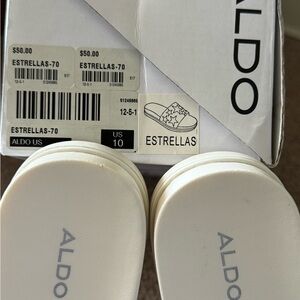 $50.00
$50.00
ESTRELLAS-70
ESTRELLAS-70
12-5-1
ESTRELLAS-70
ALDO US
US
10
ESTRELLAS
ALDO
ALDO
ALDO